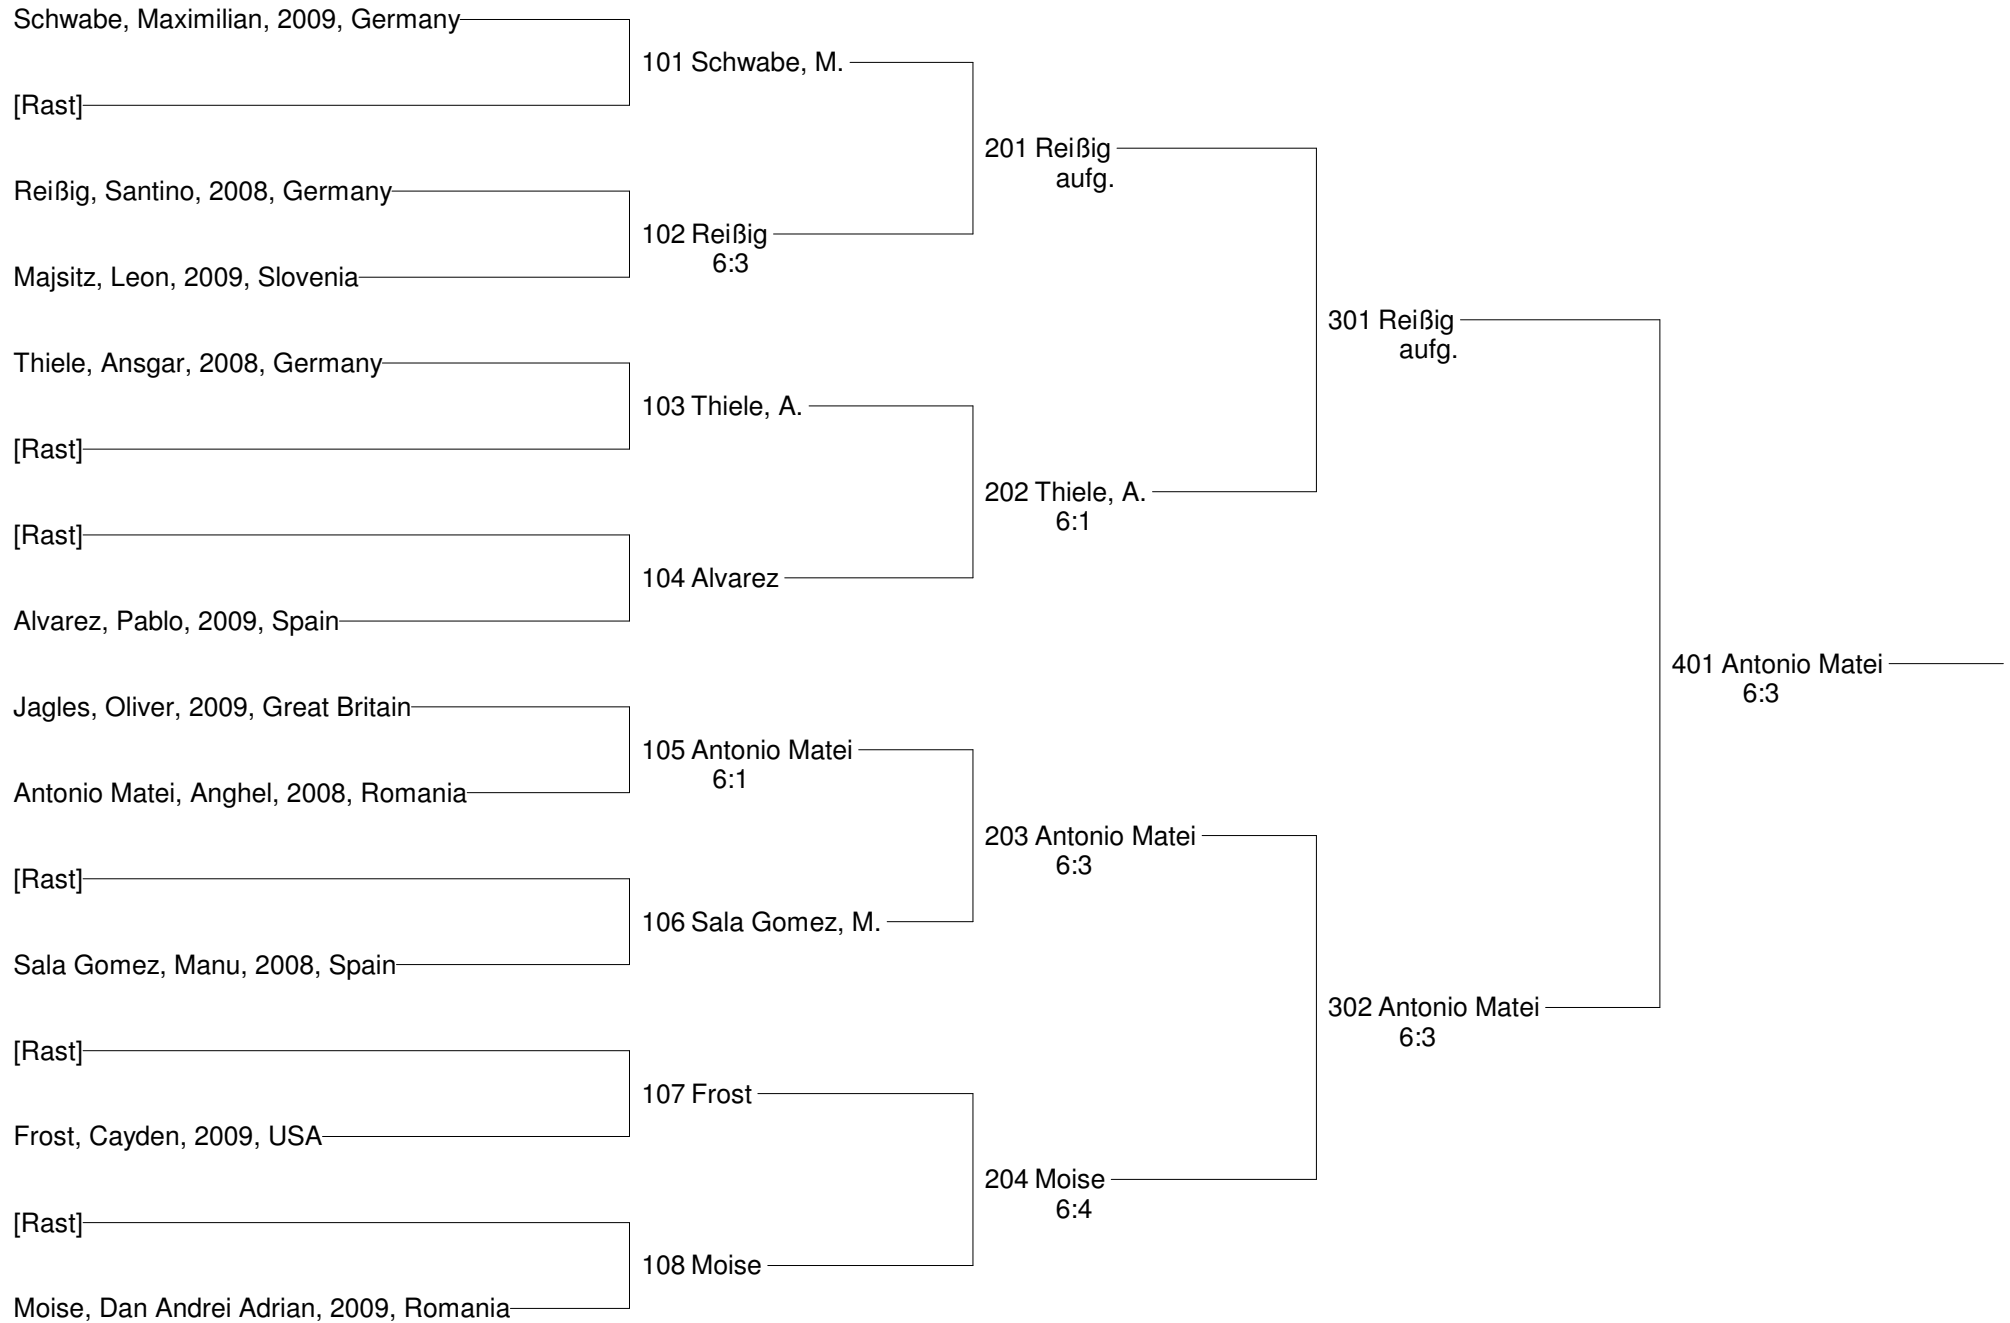 Schwabe, Maximilian, 2009, Germany
101 Schwabe, M.
[Rast]
201 Reißig
aufg.
Reißig, Santino, 2008, Germany
102 Reißig
6:3
Majsitz, Leon, 2009, Slovenia
301 Reißig
aufg.
Thiele, Ansgar, 2008, Germany
103 Thiele, A.
[Rast]
202 Thiele, A.
6:1
[Rast]
104 Alvarez
Alvarez, Pablo, 2009, Spain
401 Antonio Matei
6:3
Jagles, Oliver, 2009, Great Britain
105 Antonio Matei
6:1
Antonio Matei, Anghel, 2008, Romania
203 Antonio Matei
6:3
[Rast]
106 Sala Gomez, M.
Sala Gomez, Manu, 2008, Spain
302 Antonio Matei
6:3
[Rast]
107 Frost
Frost, Cayden, 2009, USA
204 Moise
6:4
[Rast]
108 Moise
Moise, Dan Andrei Adrian, 2009, Romania